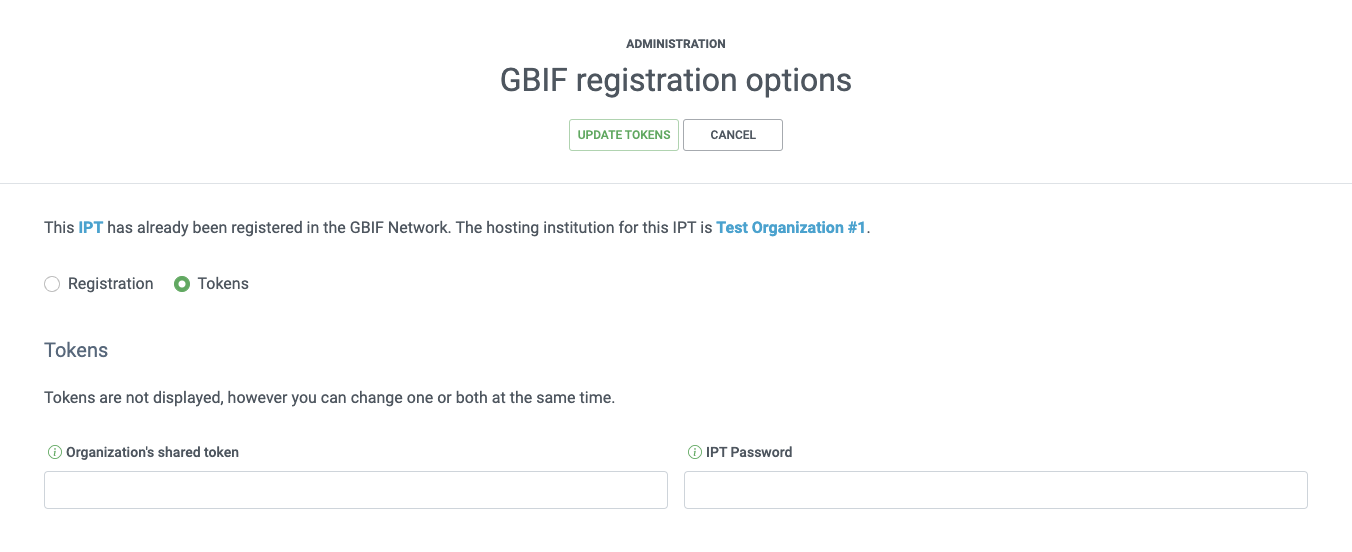 ADMINISTRATION
GBIF registration options
UPDATE TOKENS CANCEL
This IPT has already been registered in the GBIF Network. The hosting institution for this IPT is Test Organization #1.
Registration Tokens
Tokens
Tokens are not displayed, however you can change one or both at the same time.
Organization's shared token IPT Password